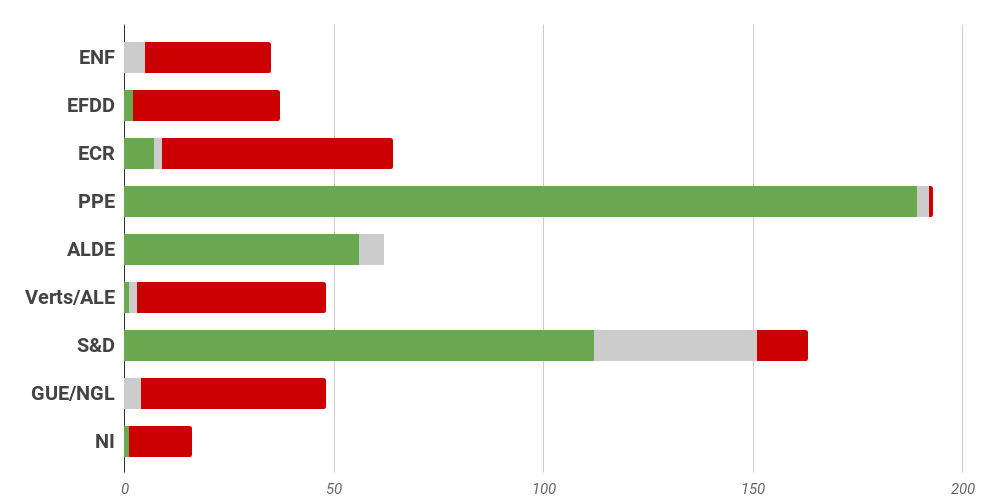 ENF
EFDD
ECR
PPE
ALDE
Verts/ALE
S&D
GUE/NGL
NI
0 50 100 150 200